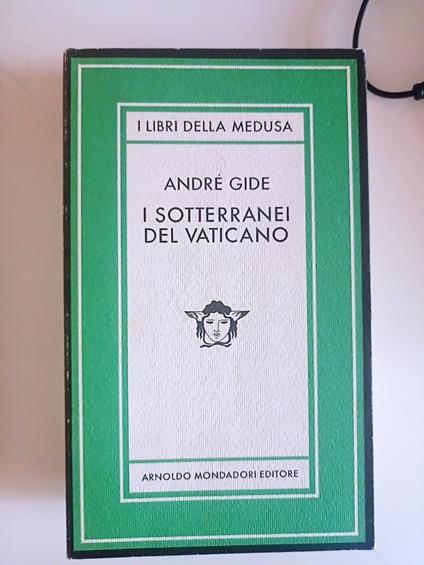 I LIBRI DELLA MEDUSA
ANDRÉ GIDE
I SOTTERRANEI
DEL VATICANO
ARNOLDO MONDADORI EDITORE